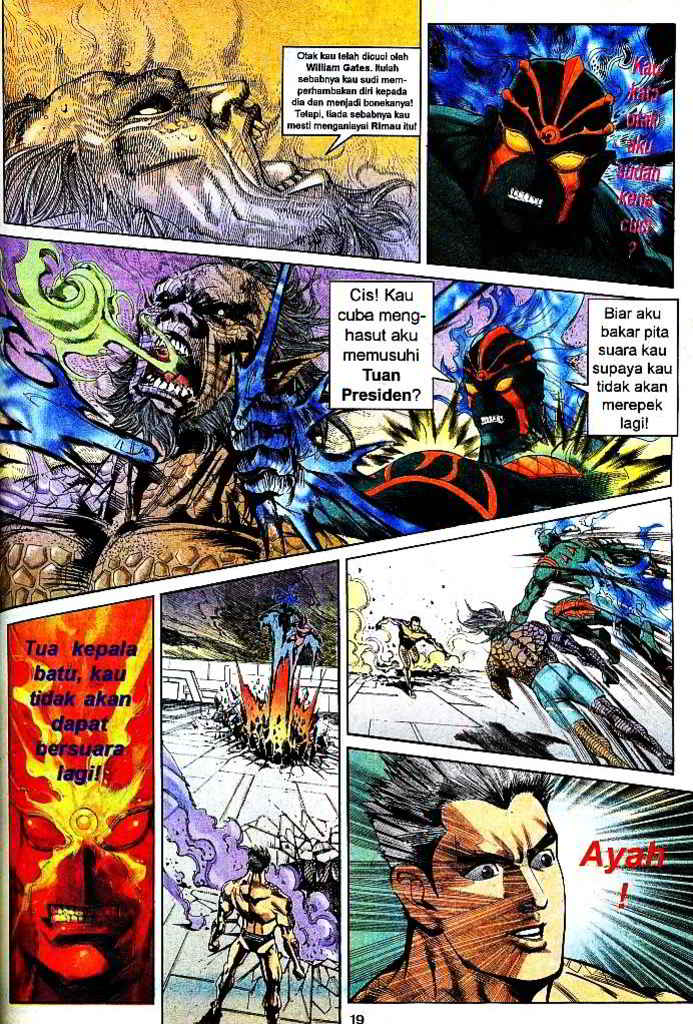 Otak kau telah dicuci oleh
William Gates. Itulah
sebabnya kau sudi mem-
perhambakan diri kepada
dia dan menjadi bonekanya!
Tetapi, tiada sebabnya kau
mesti menganiayai Rimau itu!
Kau
kata
otak
aku
sudah
kena
cuci
?
Cis! Kau
cuba meng-
hasut aku
memusuhi
Tuan
Presiden?
Biar aku
bakar pita
suara kau
supaya kau
tidak akan
merepek
lagi!
Tua kepala
batu, kau
tidak akan
dapat
bersuara
lagi!
Ayah
!
19